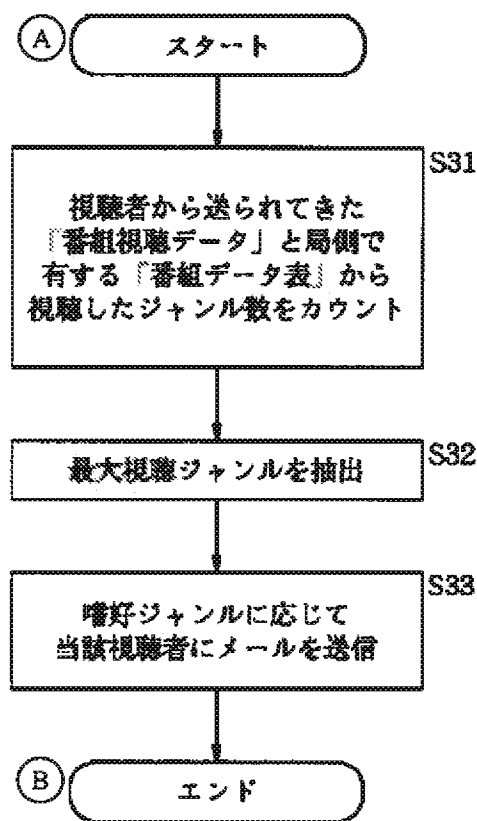 A
スタート
S31
視聴者から送られてきた
『番組視聴データ』と局側で
有する『番組データ表』から
視聴したジャンル数をカウント
S32
最大視聴ジャンルを抽出
S33
嗜好ジャンルに応じて
当該視聴者にメールを送信
B
エンド